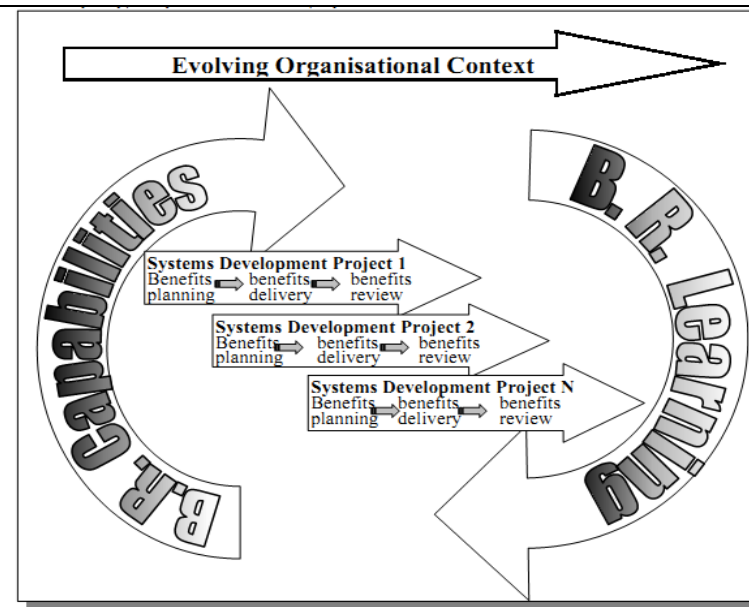 Evolving Organisational Context
B.R. Capabilities
Systems Development Project 1
Benefits benefits benefits
planning delivery review
Systems Development Project 2
Benefits benefits benefits
planning delivery review
Systems Development Project N
Benefits benefits benefits
planning delivery review
B. R. Learning